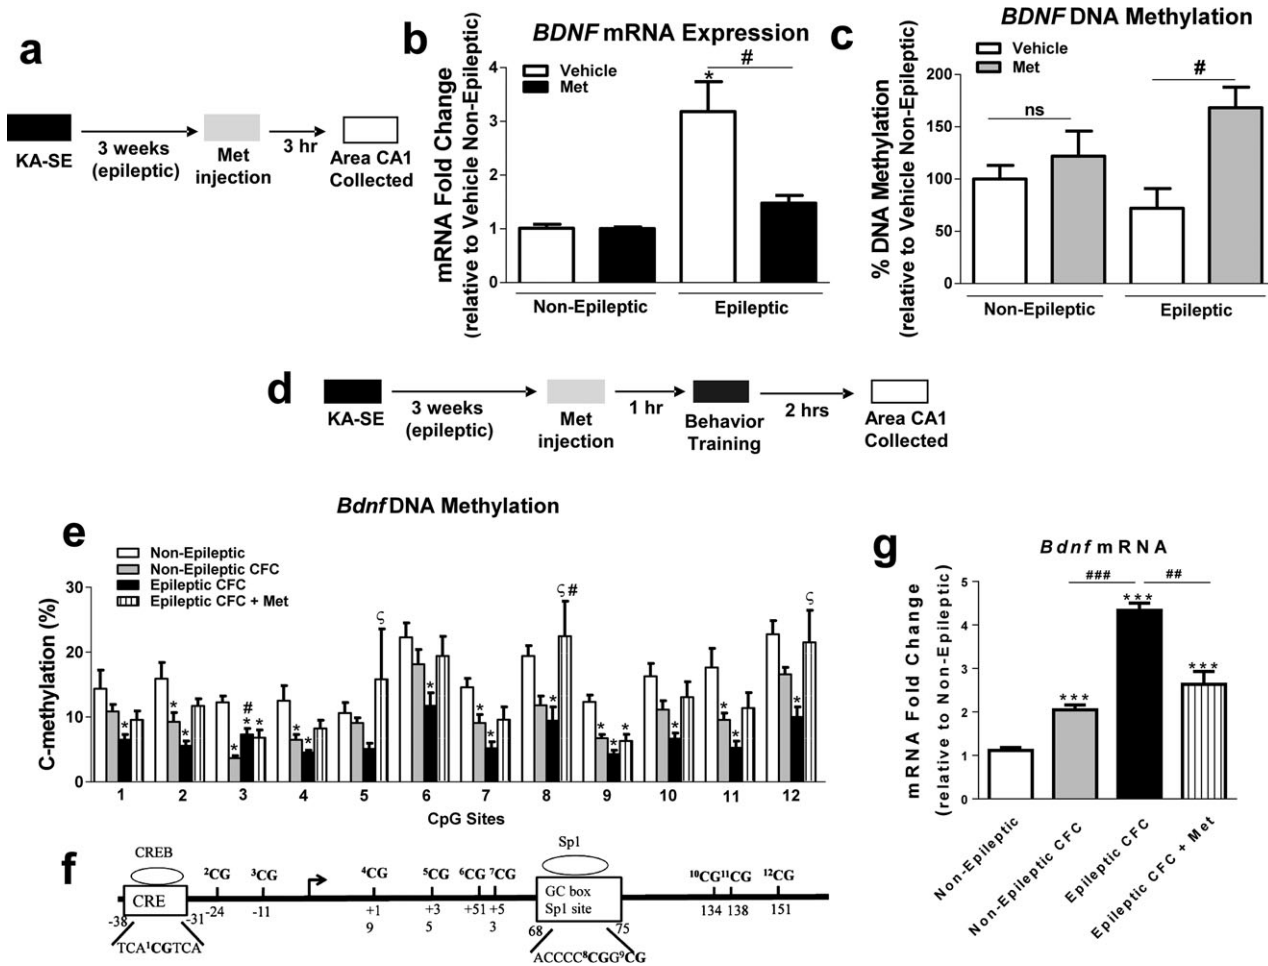 a
KA-SE
3 weeks
(epileptic)
Met
injection
3 hr
Area CA1
Collected
b
BDNF mRNA Expression
Vehicle
Met
mRNA Fold Change
(relative to Vehicle Non-Epileptic)
4
3
2
1
0
*
#
Non-Epileptic
Epileptic
c
BDNF DNA Methylation
Vehicle
Met
% DNA Methylation
(relative to Vehicle Non-Epileptic)
200
150
100
50
0
ns
#
Non-Epileptic
Epileptic
d
KA-SE
3 weeks
(epileptic)
Met
injection
1 hr
Behavior
Training
2 hrs
Area CA1
Collected
e
Bdnf DNA Methylation
Non-Epileptic
Non-Epileptic CFC
Epileptic CFC
Epileptic CFC + Met
C-methylation (%)
30
20
10
0
*
* *
* # * *
* *
ς
*
* *
* ς #
* * *
*
* *
* ς
1 2 3 4 5 6 7 8 9 10 11 12
CpG Sites
f
CREB
CRE
-38
-31
TCA¹CGTCA
²CG
-24
³CG
-11
⁴CG
+1
9
⁵CG
+3
5
⁶CG ⁷CG
+51 +5
3
Sp1
GC box
Sp1 site
68
75
ACCCC⁸CGG⁹CG
¹⁰CG¹¹CG
134 138
¹²CG
151
g
Bdnf mRNA
mRNA Fold Change
(relative to Non-Epileptic)
5
4
3
2
1
0
###
##
***
***
***
Non-Epileptic
Non-Epileptic CFC
Epileptic CFC
Epileptic CFC + Met